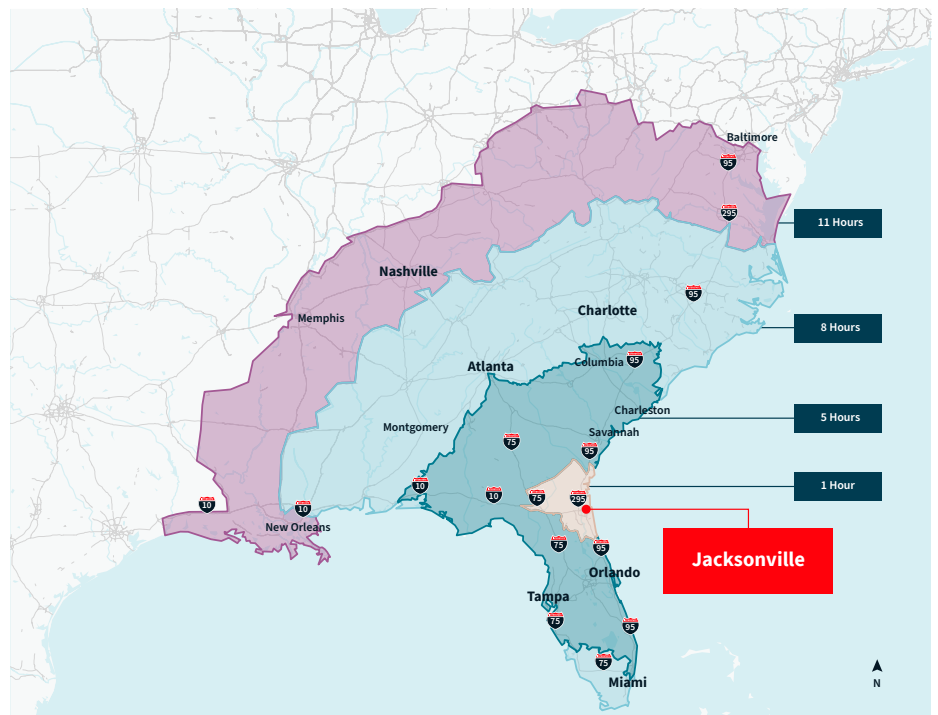 Baltimore
95
295
11 Hours
Nashville
95
Charlotte
Memphis
8 Hours
Columbia
95
Atlanta
Charleston
5 Hours
Montgomery
Savannah
75
95
10
10
75
295
1 Hour
10
10
New Orleans
75
95
Jacksonville
Orlando
Tampa
75
95
75
Miami
N